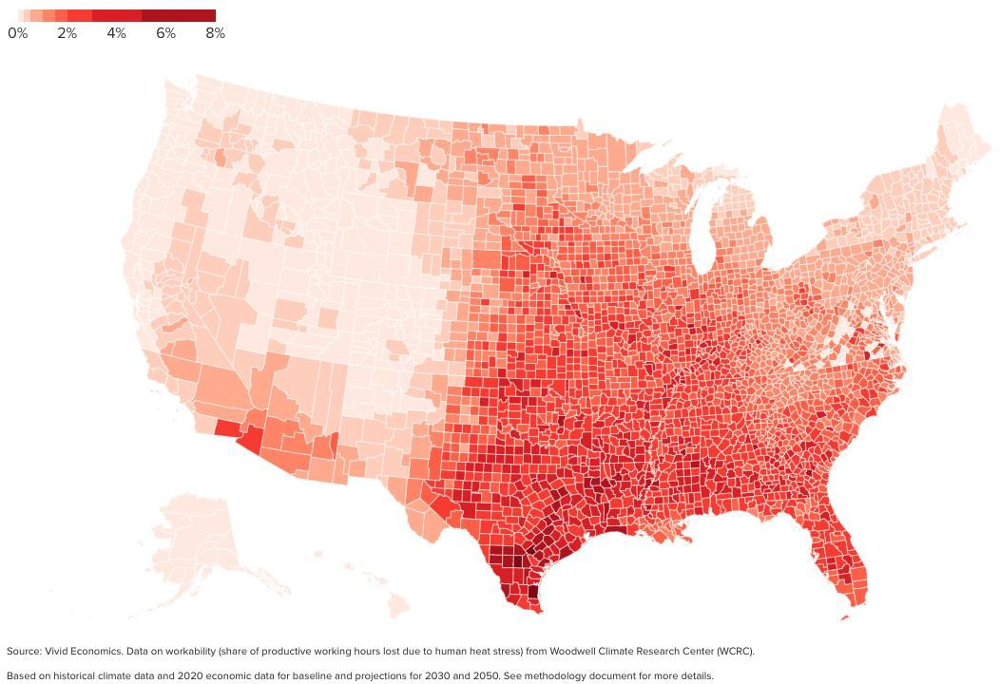 0% 2% 4% 6% 8%
Source: Vivid Economics. Data on workability (share of productive working hours lost due to human heat stress) from Woodwell Climate Research Center (WCRC).
Based on historical climate data and 2020 economic data for baseline and projections for 2030 and 2050. See methodology document for more details.